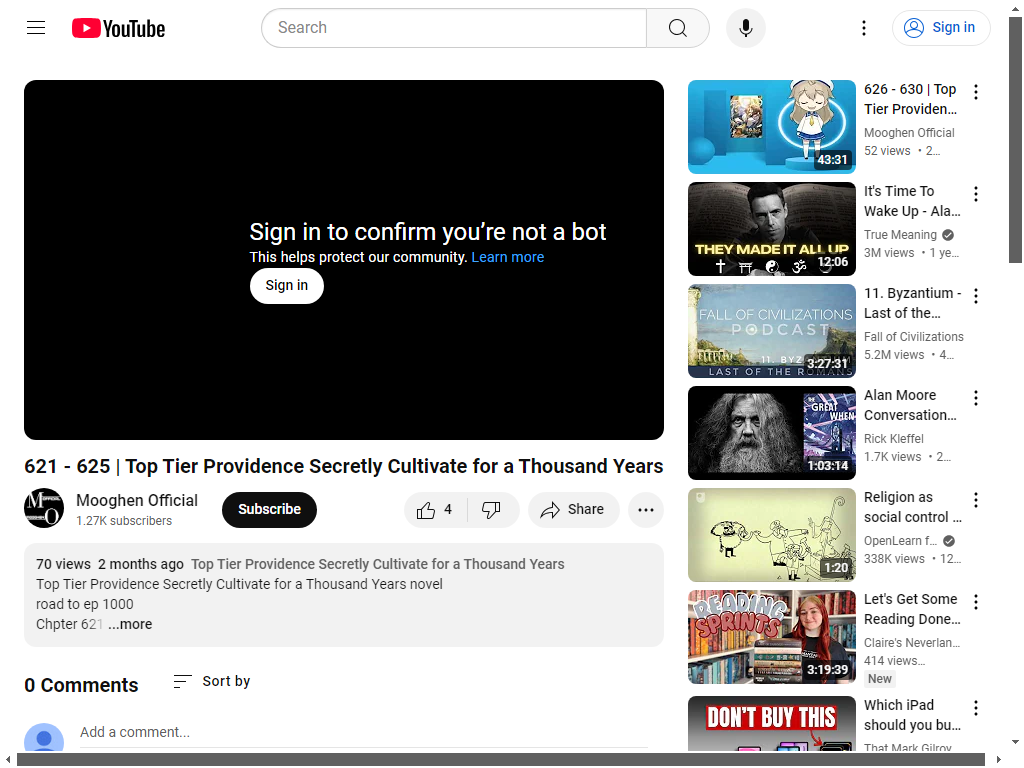 YouTube
Search
Sign in
Sign in to confirm you’re not a bot
This helps protect our community. Learn more
Sign in
621 - 625 | Top Tier Providence Secretly Cultivate for a Thousand Years
Mooghen Official
1.27K subscribers
Subscribe
4
Share
70 views 2 months ago Top Tier Providence Secretly Cultivate for a Thousand Years
Top Tier Providence Secretly Cultivate for a Thousand Years novel
road to ep 1000
Chpter 621 ...more
0 Comments
Sort by
Add a comment...
43:31
626 - 630 | Top
Tier Providen...
Mooghen Official
52 views • 2...
THEY MADE IT ALL UP
12:06
It's Time To
Wake Up - Ala...
True Meaning
3M views • 1 ye...
FALL OF CIVILIZATIONS
PODCAST
11. BYZ
LAST OF THE ROMANS
3:27:31
11. Byzantium -
Last of the...
Fall of Civilizations
5.2M views • 4...
THE
GREAT
WHEN
1:03:14
Alan Moore
Conversation...
Rick Kleffel
1.7K views • 2...
1:20
Religion as
social control ...
OpenLearn f...
338K views • 12...
READING
SPRINTS
3:19:39
Let's Get Some
Reading Done...
Claire's Neverlan...
414 views...
New
DON'T BUY THIS
Which iPad
should you bu...
That Mark Gilroy